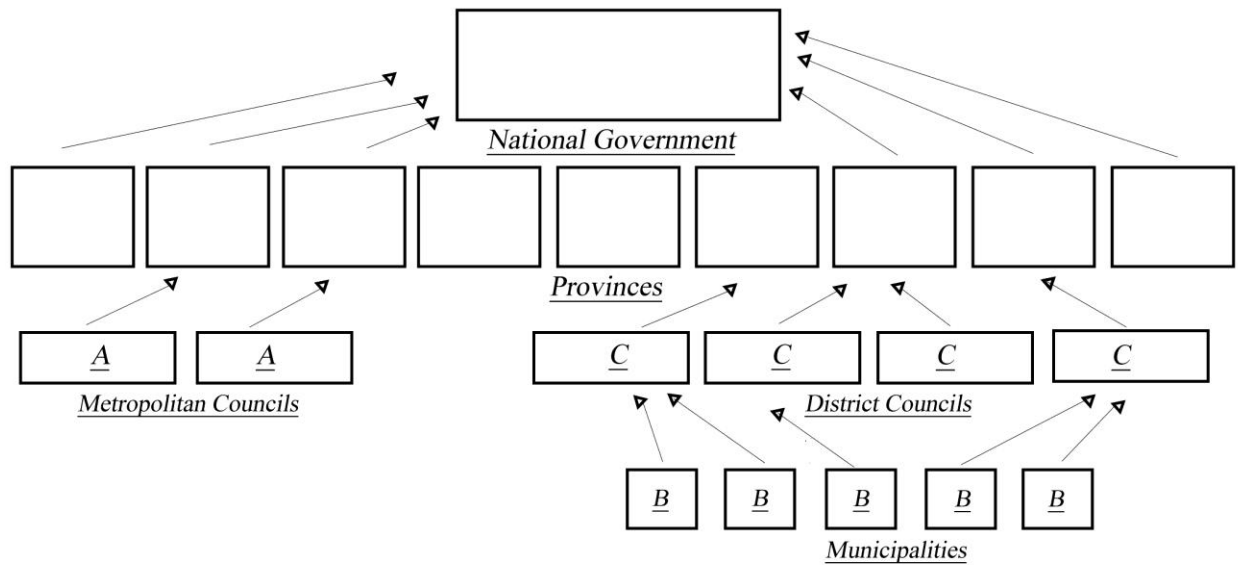 National Government
Provinces
A A C C C C
Metropolitan Councils District Councils
B B B B B
Municipalities